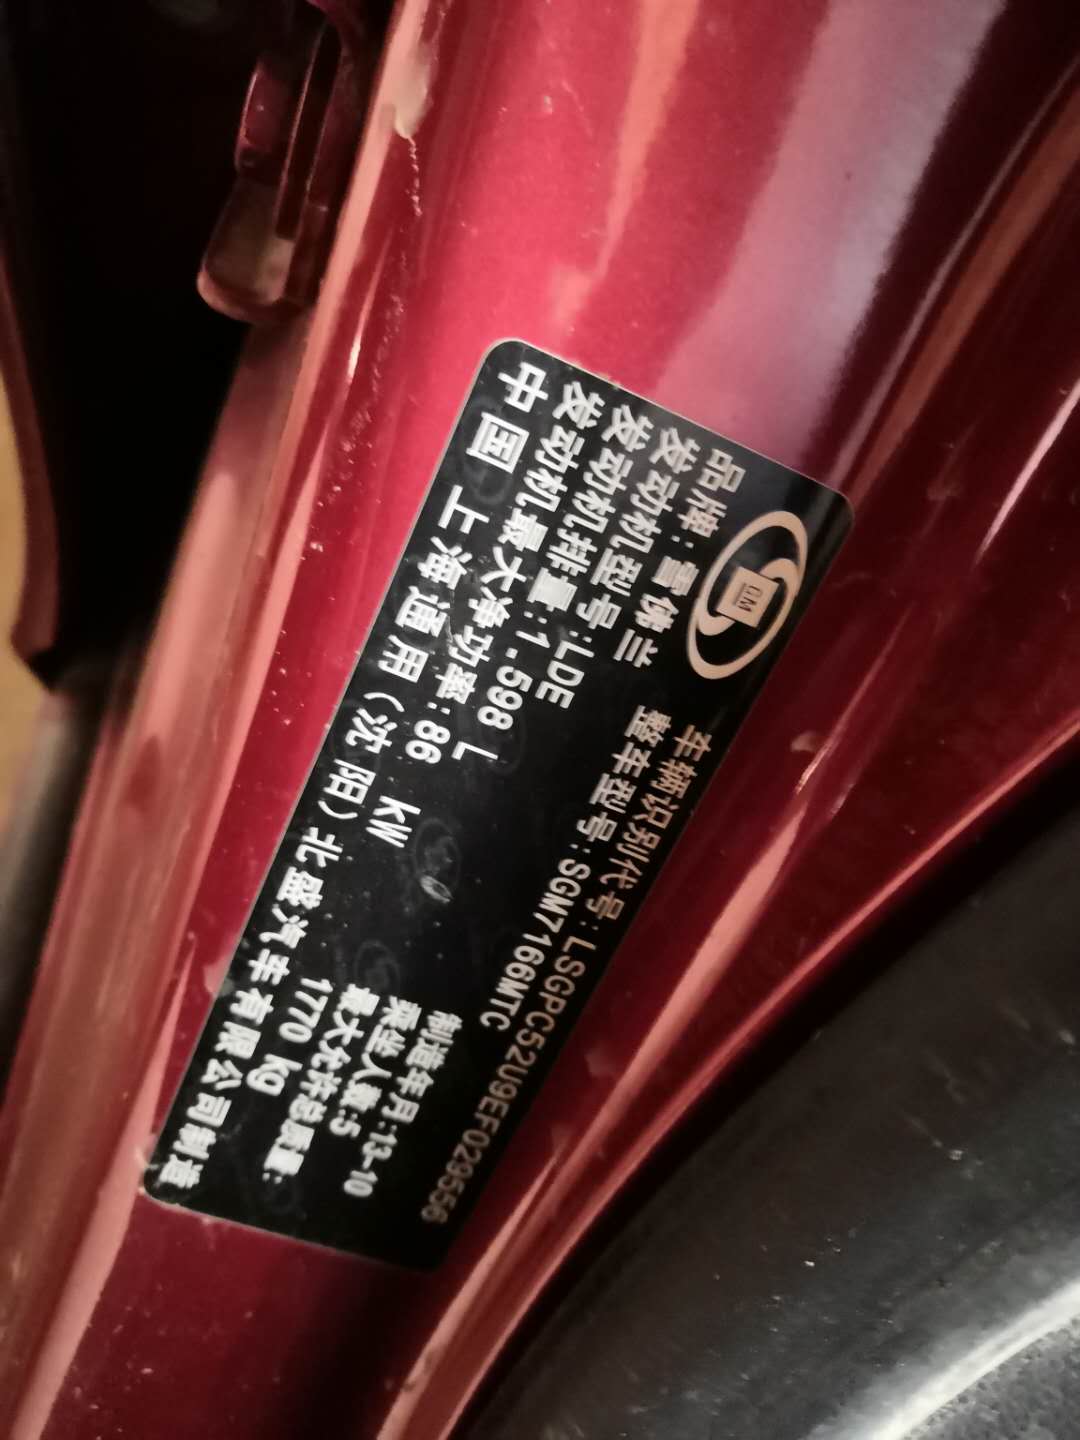 GM
车辆识别代号:LSGPC52U9EF029556
品牌:雪佛兰 整车型号:SGM7166MTC
发动机型号:LDE
发动机排量:1.598 L
发动机最大净功率:86 kW
制造年月:13-10
乘坐人数:5
最大允许总质量:
1770 kg
中国 上海通用(沈阳)北盛汽车有限公司制造